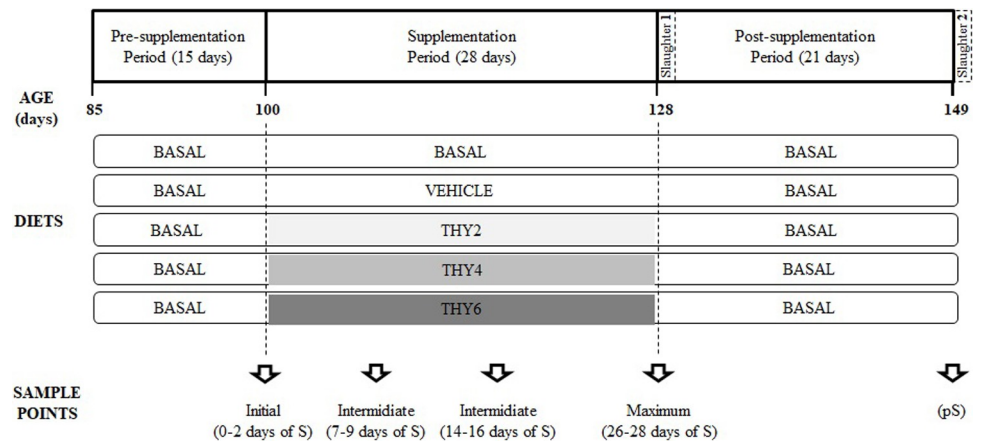 Pre-supplementation
Period (15 days)
Supplementation
Period (28 days)
Slaughter 1
Post-supplementation
Period (21 days)
Slaughter 2
AGE
(days)
85
100
128
149
DIETS
BASAL
BASAL
BASAL
BASAL
VEHICLE
BASAL
BASAL
THY2
BASAL
BASAL
THY4
BASAL
BASAL
THY6
BASAL
SAMPLE
POINTS
Initial
(0-2 days of S)
Intermidiate
(7-9 days of S)
Intermidiate
(14-16 days of S)
Maximum
(26-28 days of S)
(pS)